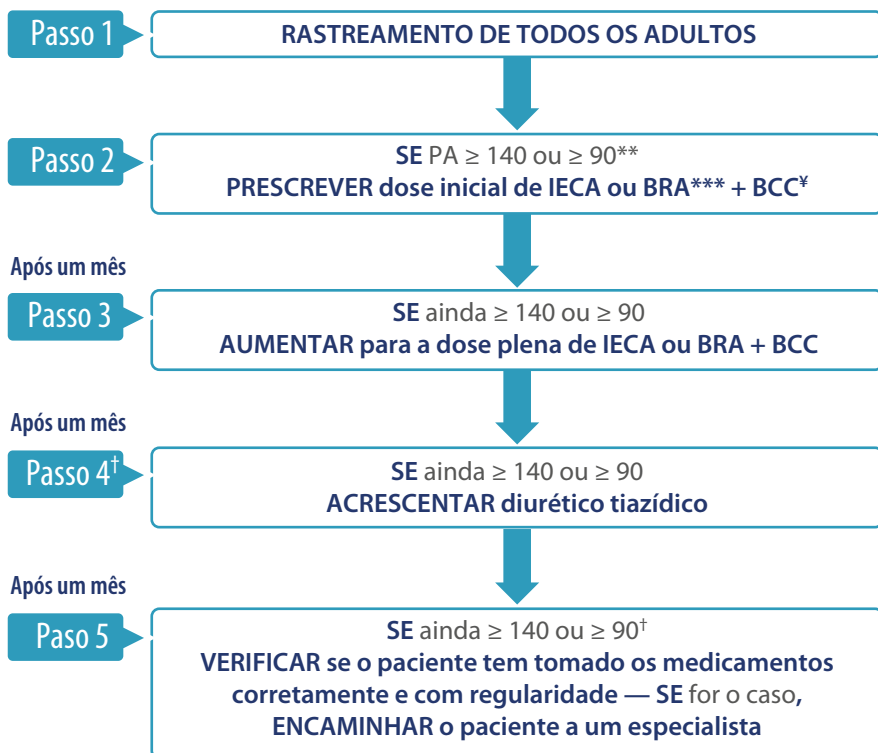 Passo 1
RASTREAMENTO DE TODOS OS ADULTOS
Passo 2
SE PA ≥ 140 ou ≥ 90**
PRESCREVER dose inicial de IECA ou BRA*** + BCC¥
Após um mês
Passo 3
SE ainda ≥ 140 ou ≥ 90
AUMENTAR para a dose plena de IECA ou BRA + BCC
Após um mês
Passo 4†
SE ainda ≥ 140 ou ≥ 90
ACRESCENTAR diurético tiazídico
Após um mês
Paso 5
SE ainda ≥ 140 ou ≥ 90†
VERIFICAR se o paciente tem tomado os medicamentos
corretamente e com regularidade — SE for o caso,
ENCAMINHAR o paciente a um especialista